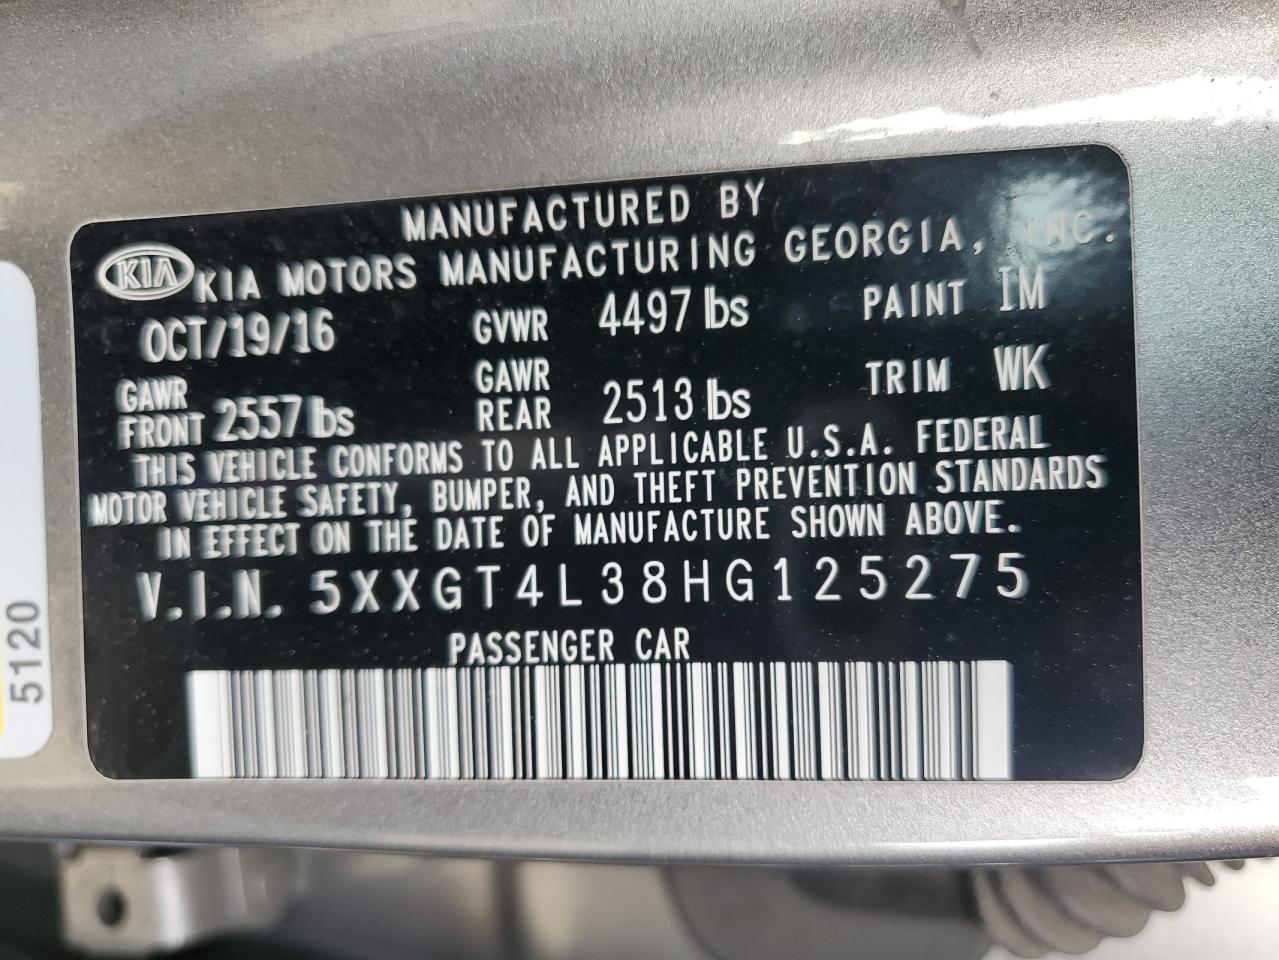 MANUFACTURED BY
KIA KIA MOTORS MANUFACTURING GEORGIA, INC.
OCT/19/16 GVWR 4497 lbs PAINT IM
GAWR FRONT 2557 lbs GAWR REAR 2513 lbs TRIM WK
THIS VEHICLE CONFORMS TO ALL APPLICABLE U.S.A. FEDERAL
MOTOR VEHICLE SAFETY, BUMPER, AND THEFT PREVENTION STANDARDS
IN EFFECT ON THE DATE OF MANUFACTURE SHOWN ABOVE.
V.I.N. 5XXGT4L38HG125275
PASSENGER CAR
5120